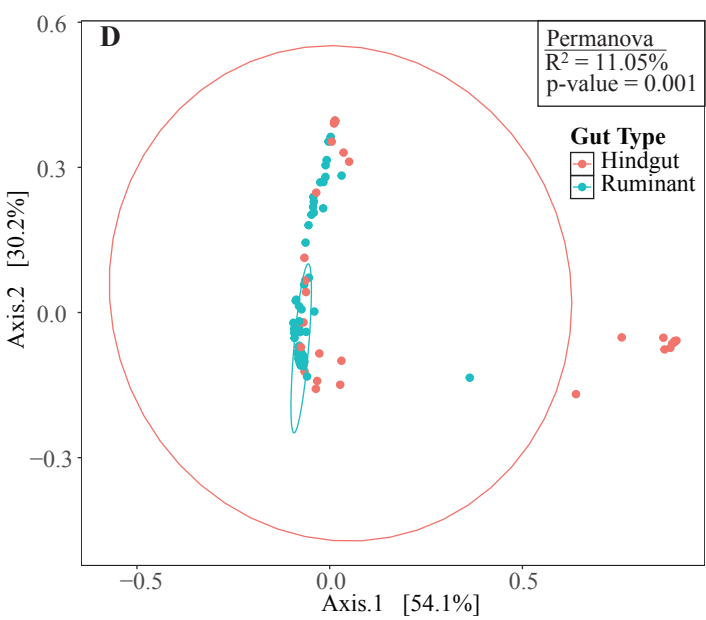 D
Permanova
R² = 11.05%
p-value = 0.001
Gut Type
Hindgut
Ruminant
0.6
0.3
0.0
−0.3
Axis.2 [30.2%]
−0.5
0.0
0.5
Axis.1 [54.1%]